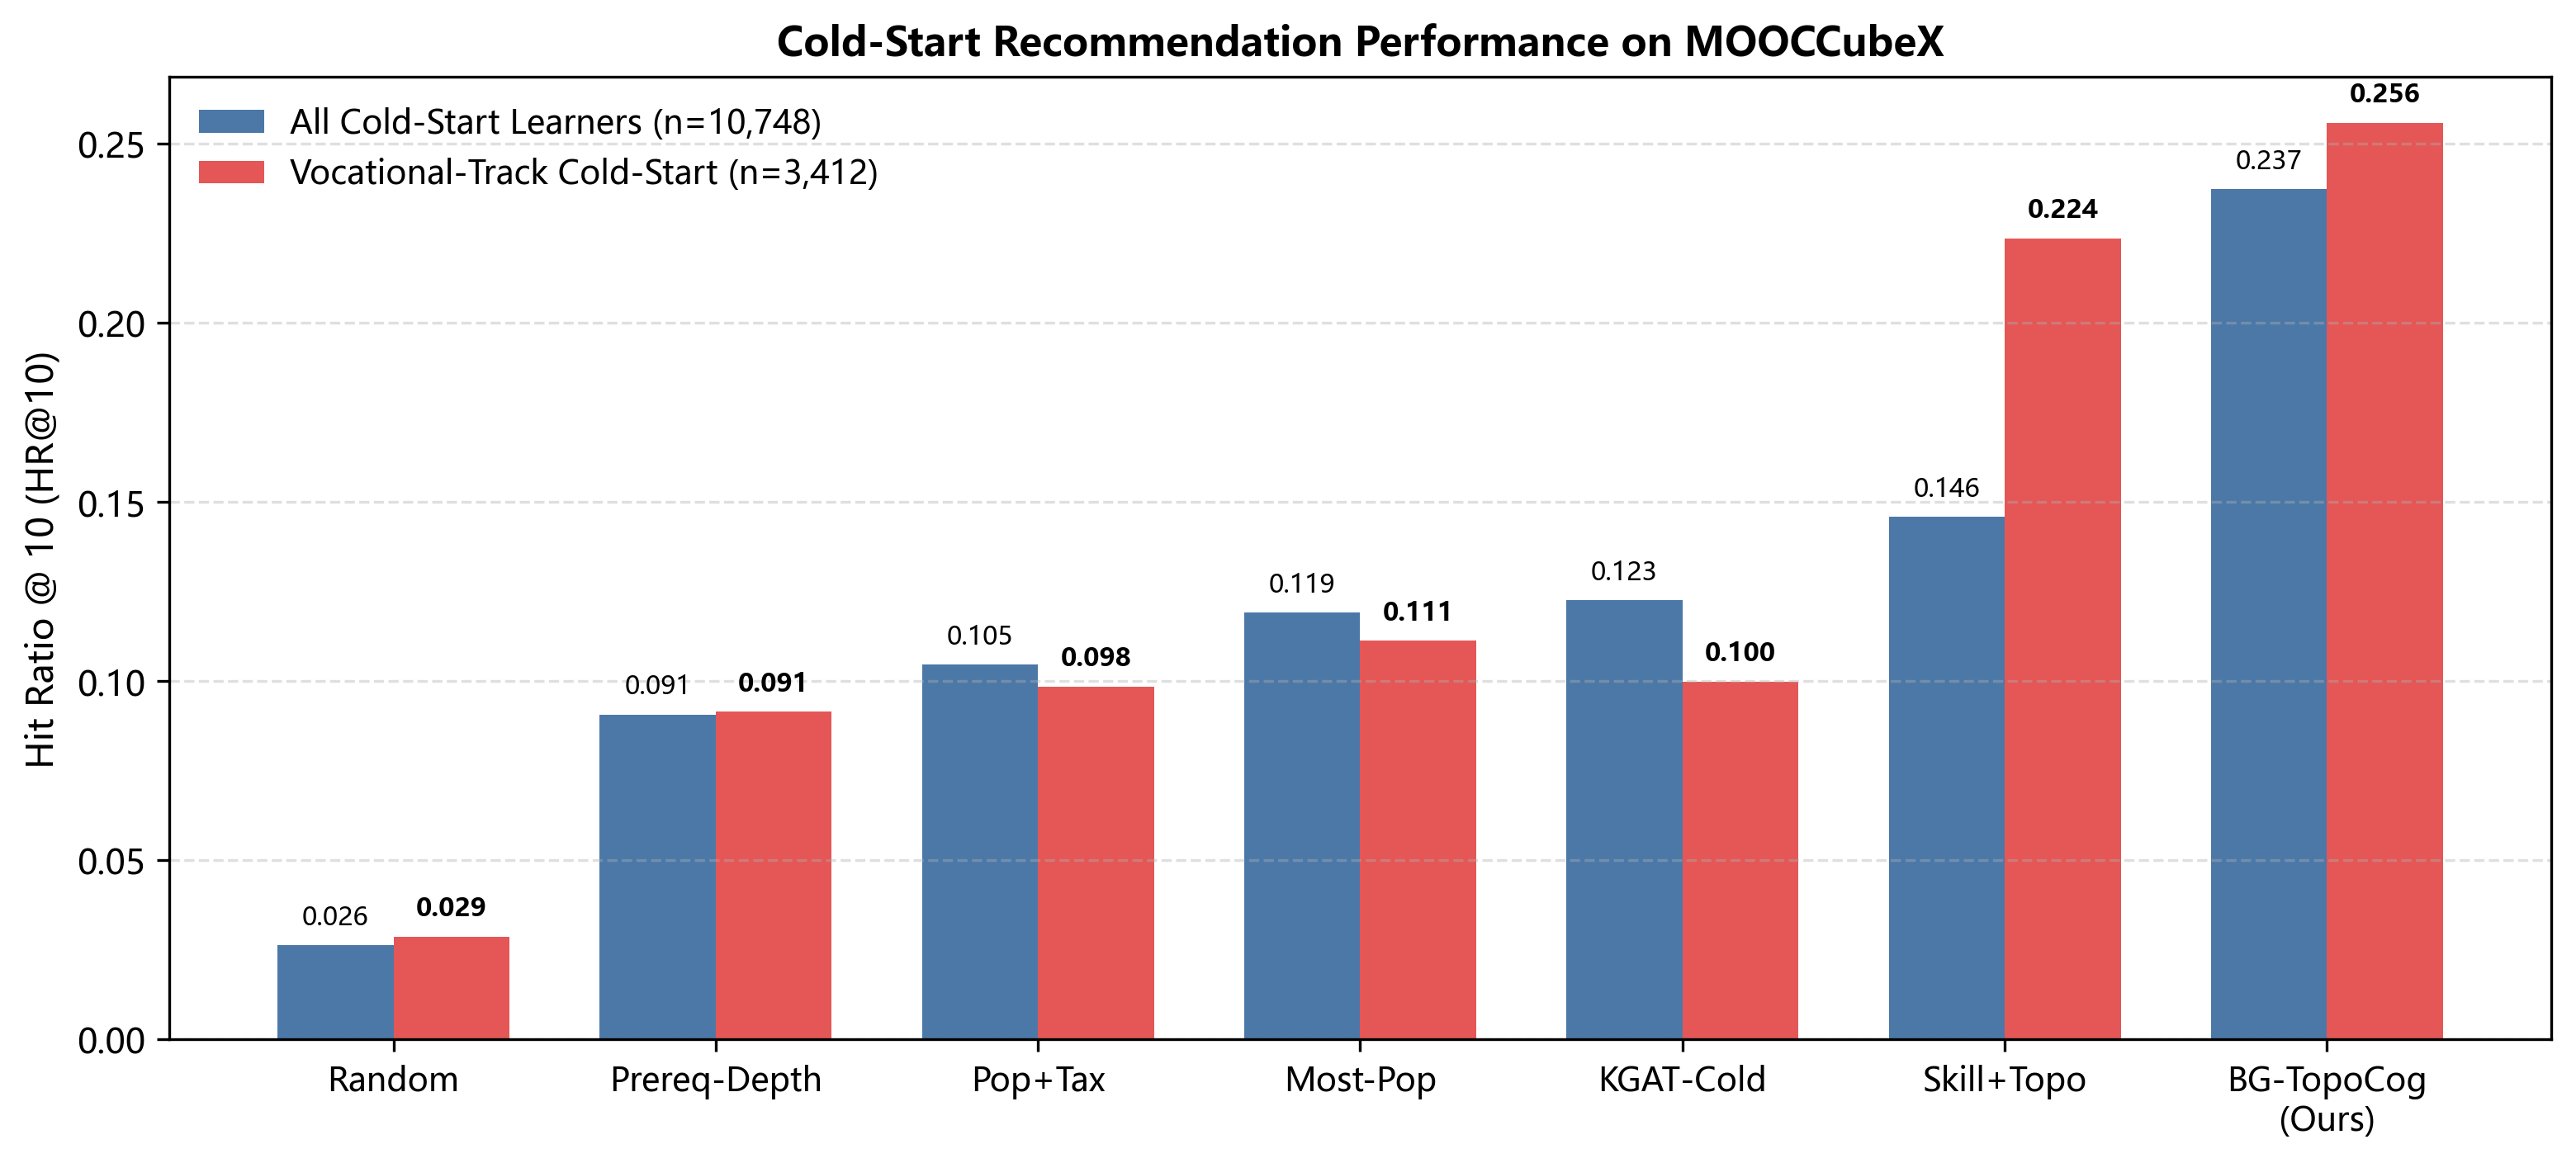 Cold-Start Recommendation Performance on MOOCCubeX
All Cold-Start Learners (n=10,748)
Vocational-Track Cold-Start (n=3,412)
Hit Ratio @ 10 (HR@10)
0.25
0.20
0.15
0.10
0.05
0.00
0.026
0.029
0.091
0.091
0.105
0.098
0.119
0.111
0.123
0.100
0.146
0.224
0.237
0.256
Random
Prereq-Depth
Pop+Tax
Most-Pop
KGAT-Cold
Skill+Topo
BG-TopoCog
(Ours)